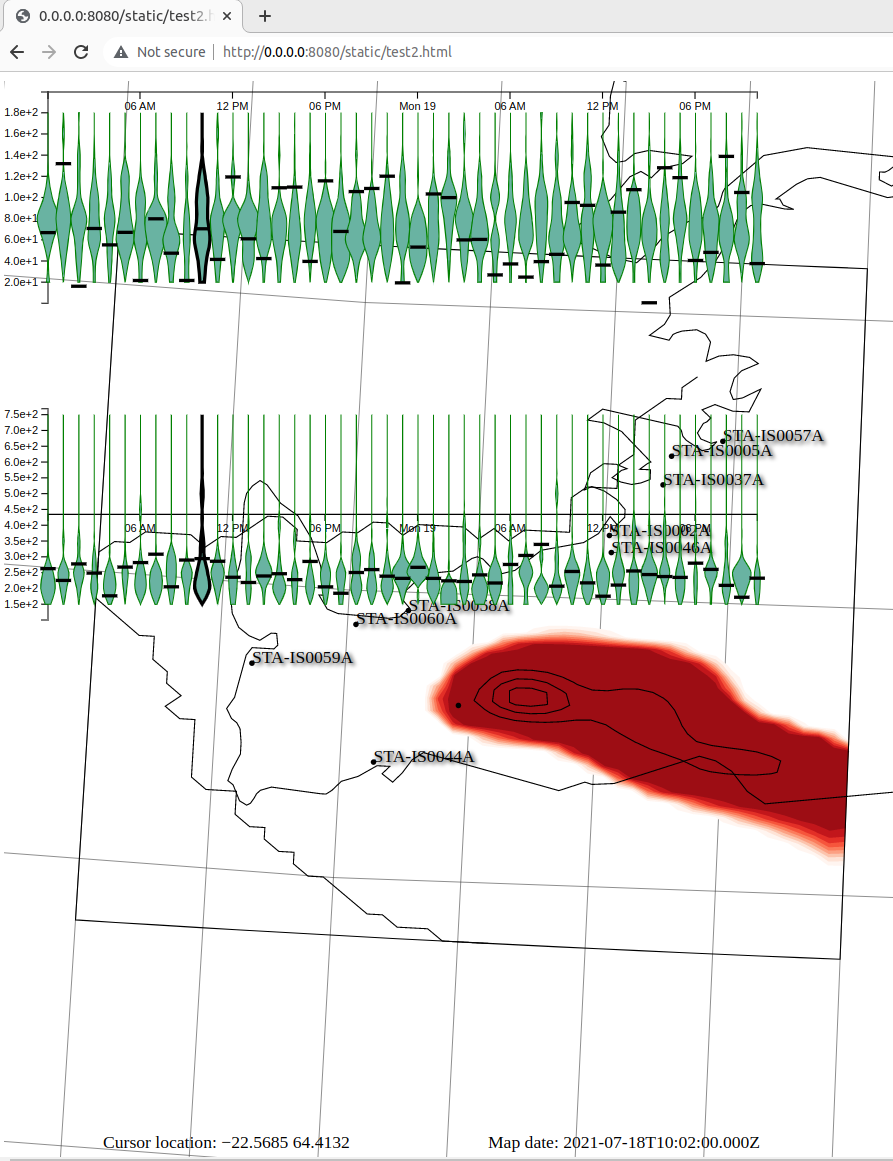 0.0.0.0:8080/static/test2.h
Not secure http://0.0.0.0:8080/static/test2.html
06 AM 12 PM 06 PM Mon 19 06 AM 12 PM 06 PM
1.8e+2
1.6e+2
1.4e+2
1.2e+2
1.0e+2
8.0e+1
6.0e+1
4.0e+1
2.0e+1
7.5e+2
7.0e+2
6.5e+2
6.0e+2
5.5e+2
5.0e+2
4.5e+2
4.0e+2
3.5e+2
3.0e+2
2.5e+2
2.0e+2
1.5e+2
06 AM 12 PM 06 PM Mon 19 06 AM 12 PM 06 PM
STA-IS0057A
STA-IS0005A
STA-IS0037A
STA-IS0002A
STA-IS0046A
STA-IS0038A
STA-IS0060A
STA-IS0059A
STA-IS0044A
Cursor location: −22.5685 64.4132 Map date: 2021-07-18T10:02:00.000Z